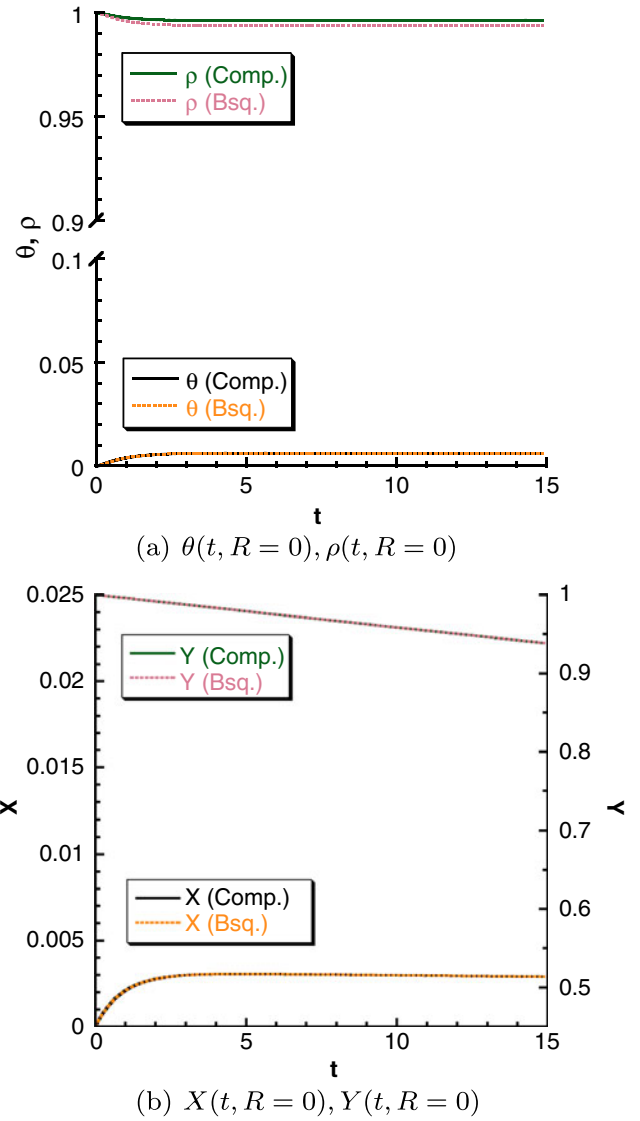 1
ρ (Comp.)
ρ (Bsq.)
0.95
0.9
θ, ρ
0.1
0.05
θ (Comp.)
θ (Bsq.)
0
0 5 10 15
t
(a) θ(t, R = 0), ρ(t, R = 0)
0.025 1
Y (Comp.)
Y (Bsq.)
0.02 0.9
0.015 0.8
X Y
0.01 0.7
X (Comp.)
X (Bsq.)
0.6
0.005 0.5
0
0 5 10 15
t
(b) X(t, R = 0), Y(t, R = 0)